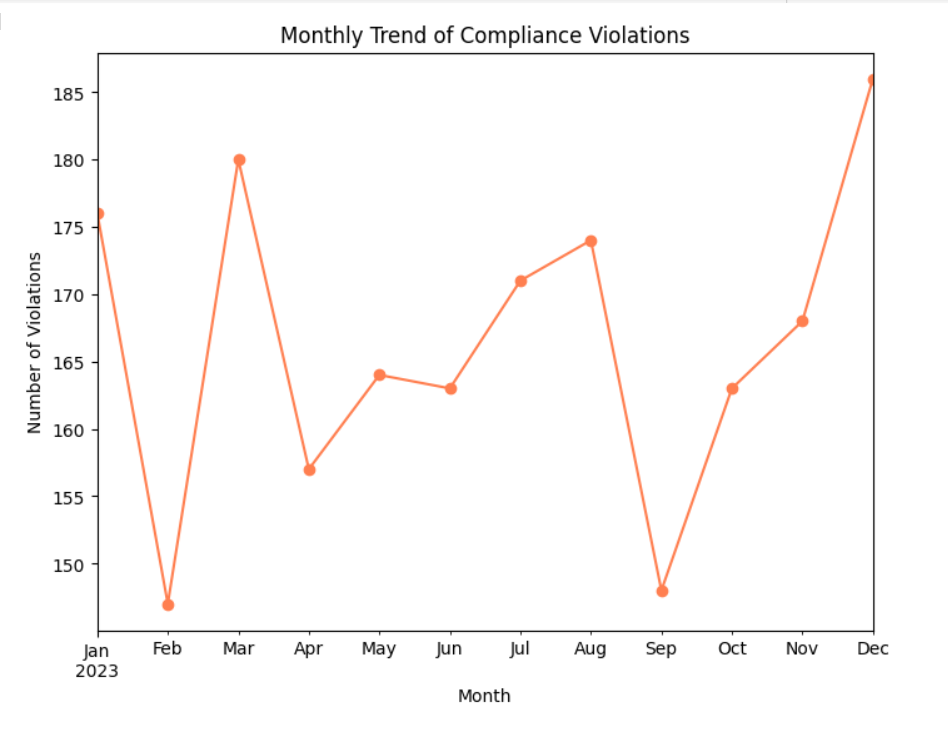 Monthly Trend of Compliance Violations
185
180
175
170
165
160
155
150
Number of Violations
Jan Feb Mar Apr May Jun Jul Aug Sep Oct Nov Dec
2023
Month